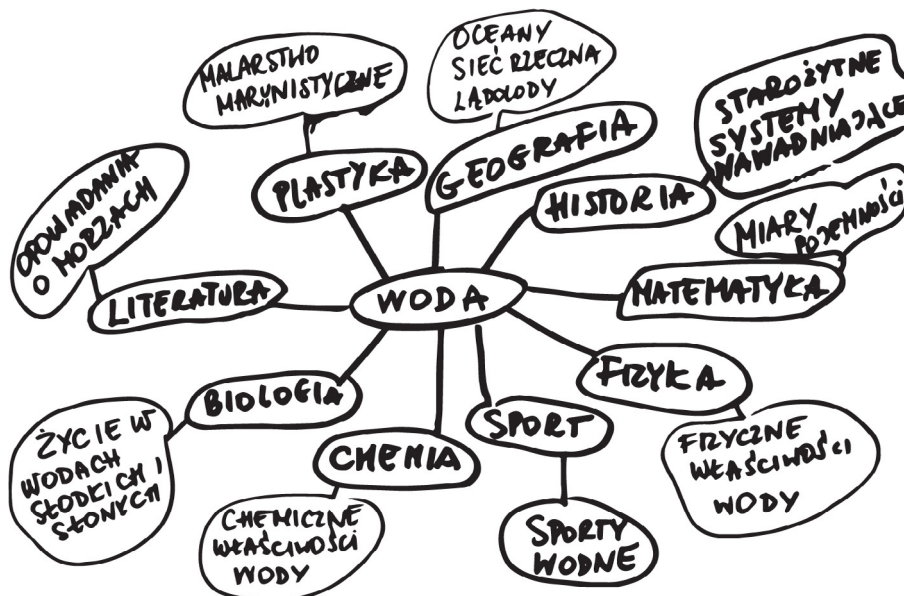 MALARSTWO
MARYNISTYCZNE
OCEANY
SIEĆ RZECZNA
LĄDOLODY
STAROŻYTNE
SYSTEMY
NAWADNIAJĄCE
PLASTYKA
GEOGRAFIA
HISTORIA
OPOWIADANIA
O MORZACH
MIARY
POJEMNOŚCI
LITERATURA
WODA
MATEMATYKA
BIOLOGIA
FIZYKA
ŻYCIE W
WODACH
SŁODKICH I
SŁONYCH
CHEMIA
SPORT
FIZYCZNE
WŁAŚCIWOŚCI
WODY
CHEMICZNE
WŁAŚCIWOŚCI
WODY
SPORTY
WODNE